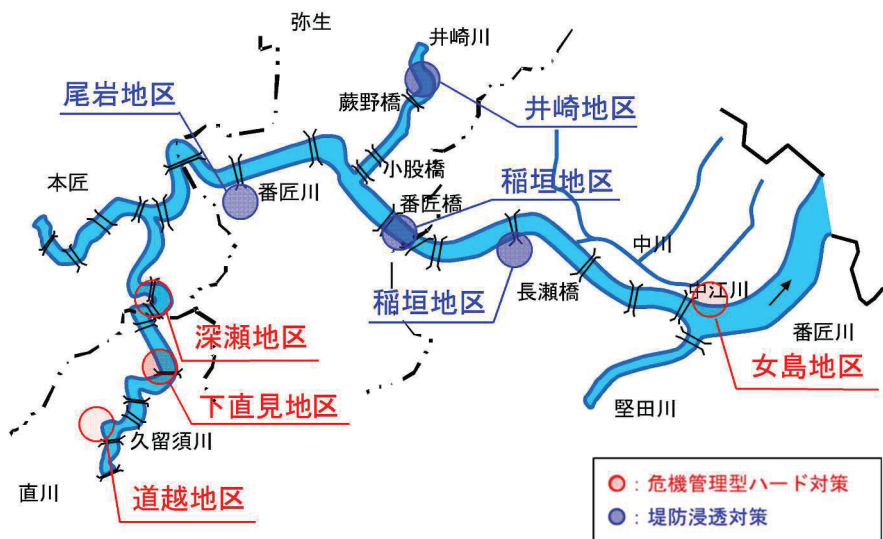 弥生
井崎川
尾岩地区
蕨野橋
井崎地区
小股橋
本匠
番匠川
番匠橋
稲垣地区
中川
稲垣地区
長瀬橋
中江川
番匠川
深瀬地区
女島地区
下直見地区
堅田川
久留須川
直川
道越地区
：危機管理型ハード対策
：堤防浸透対策